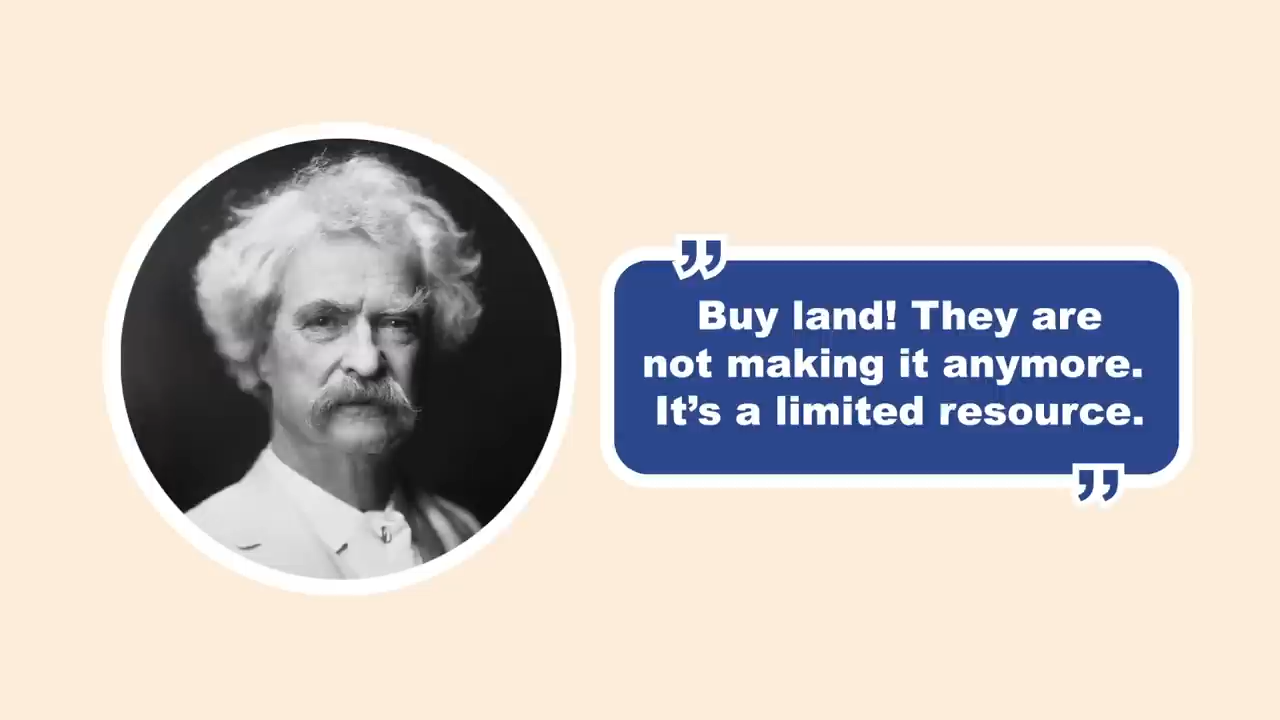 Buy land! They are
not making it anymore.
It’s a limited resource.